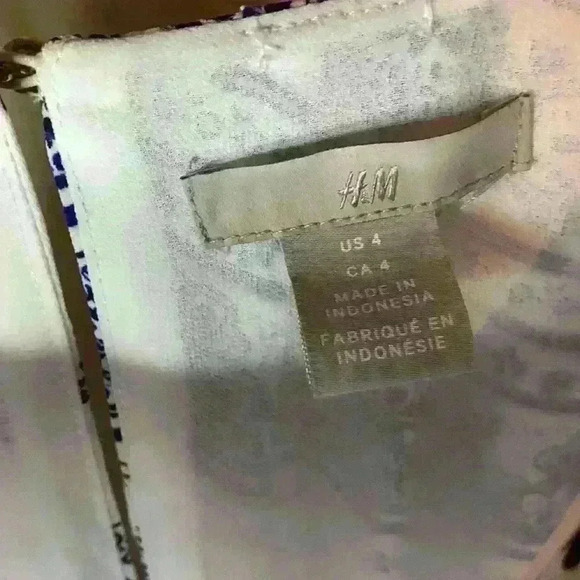 H&M
US 4
CA 4
MADE IN
INDONESIA
FABRIQUÉ EN
INDONÉSIE